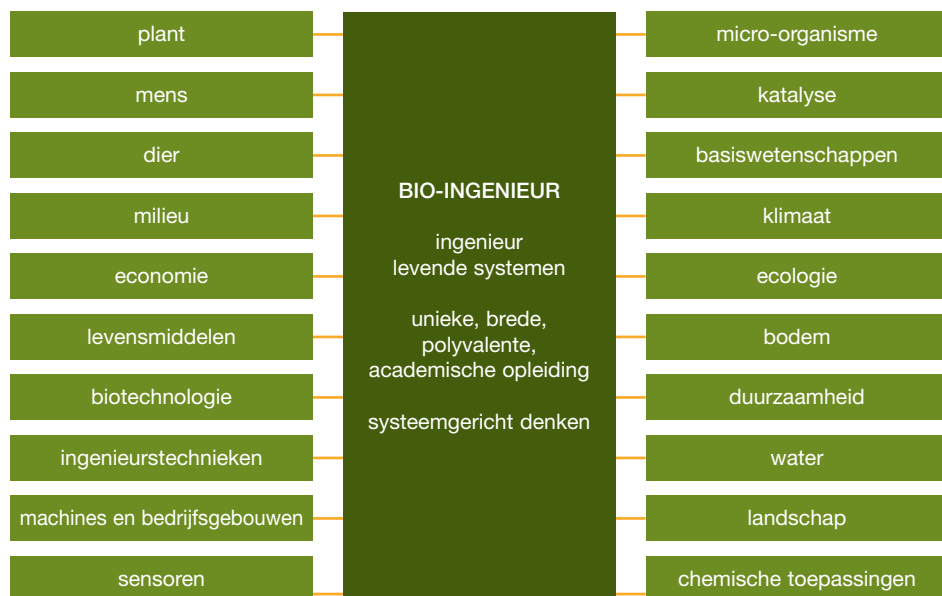 plant
mens
dier
milieu
economie
levensmiddelen
biotechnologie
ingenieurstechnieken
machines en bedrijfsgebouwen
sensoren
BIO-INGENIEUR
ingenieur
levende systemen
unieke, brede,
polyvalente,
academische opleiding
systeemgericht denken
micro-organisme
katalyse
basiswetenschappen
klimaat
ecologie
bodem
duurzaamheid
water
landschap
chemische toepassingen